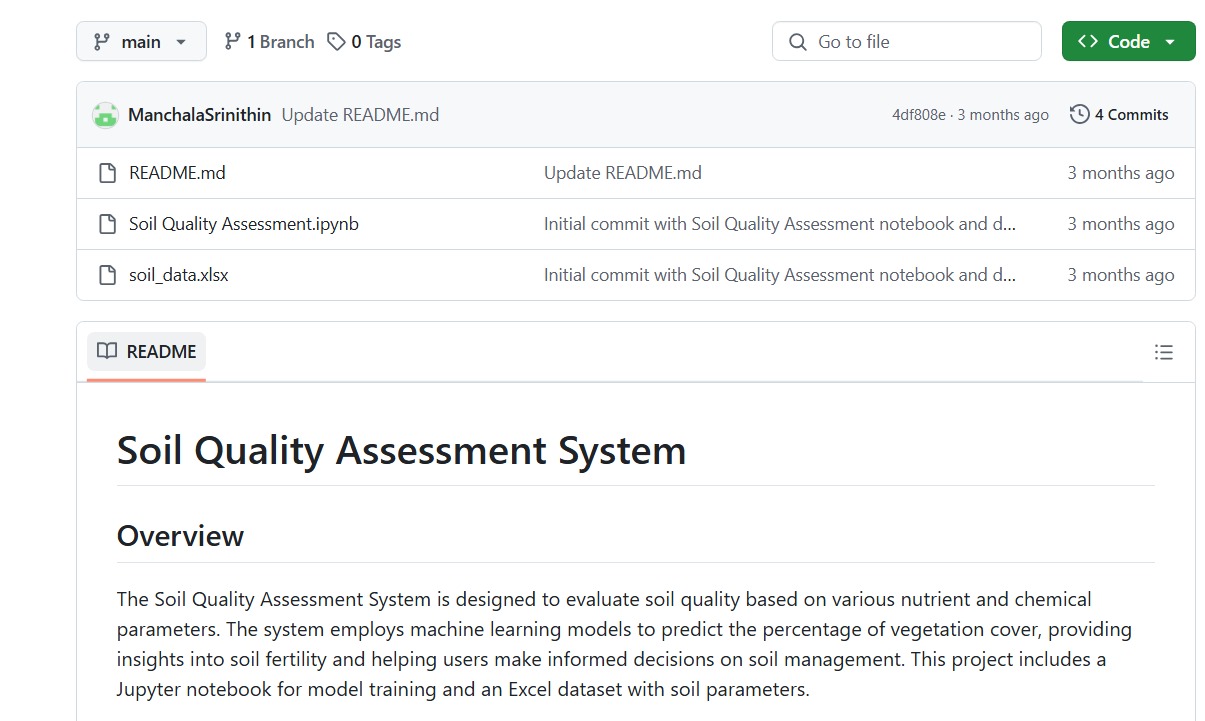 main 1 Branch 0 Tags Go to file Code
ManchalaSrinithin Update README.md 4df808e · 3 months ago 4 Commits
README.md Update README.md 3 months ago
Soil Quality Assessment.ipynb Initial commit with Soil Quality Assessment notebook and d... 3 months ago
soil_data.xlsx Initial commit with Soil Quality Assessment notebook and d... 3 months ago
README
Soil Quality Assessment System
Overview
The Soil Quality Assessment System is designed to evaluate soil quality based on various nutrient and chemical
parameters. The system employs machine learning models to predict the percentage of vegetation cover, providing
insights into soil fertility and helping users make informed decisions on soil management. This project includes a
Jupyter notebook for model training and an Excel dataset with soil parameters.